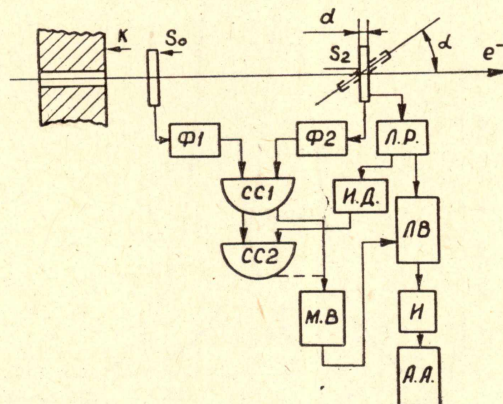 К
S₀
d
S₂
α
e⁻
Ф1
Ф2
Л.Р.
СС1
И.Д.
ЛВ
СС2
М.В
И
А.А.